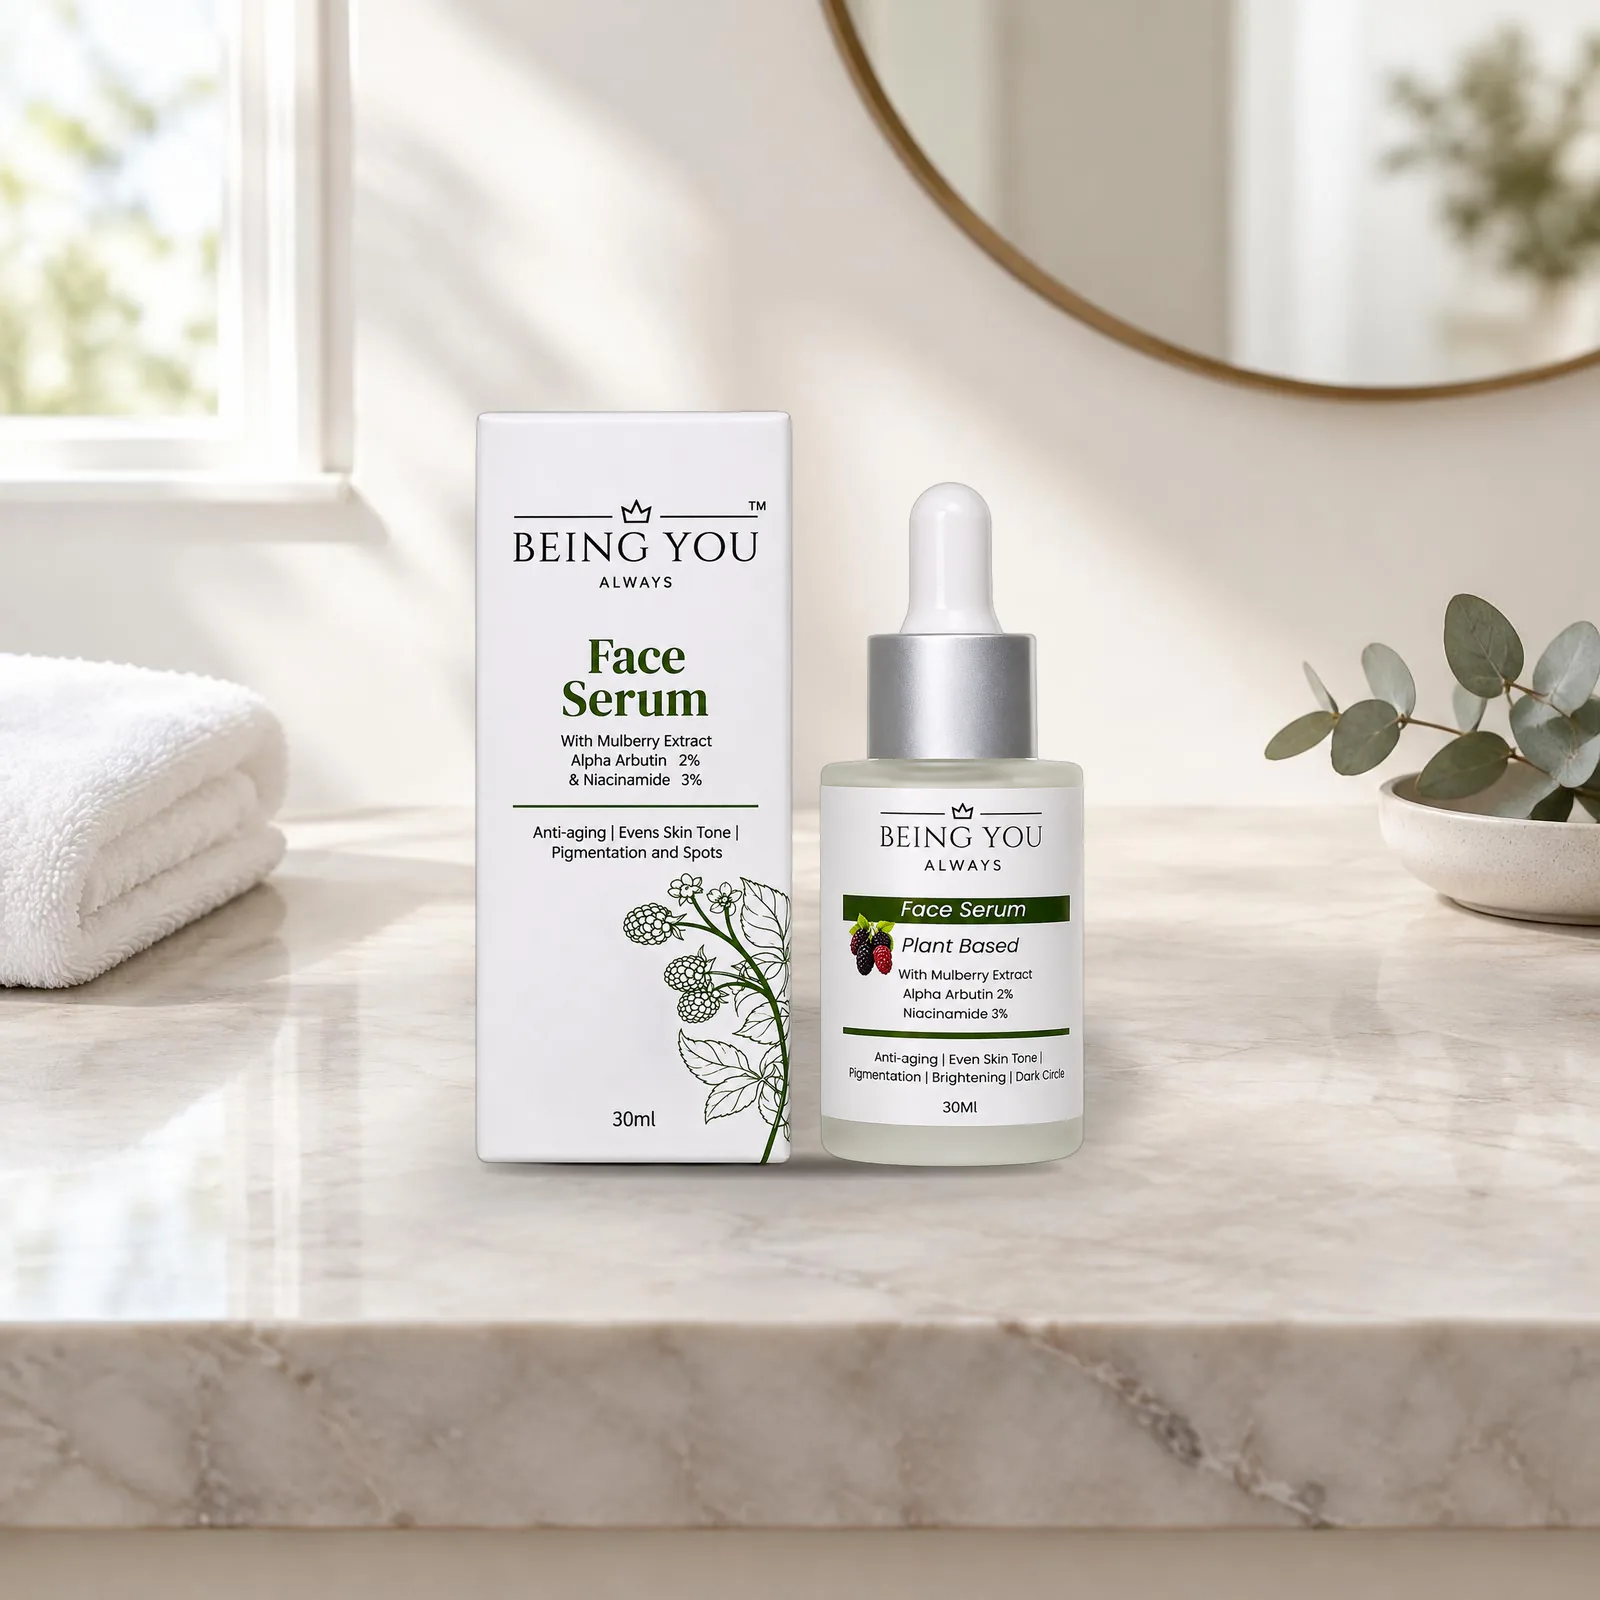 TM
BEING YOU
ALWAYS
Face
Serum
With Mulberry Extract
Alpha Arbutin 2%
& Niacinamide 3%
Anti-aging | Evens Skin Tone |
Pigmentation and Spots
30ml
BEING YOU
ALWAYS
Face Serum
Plant Based
With Mulberry Extract
Alpha Arbutin 2%
Niacinamide 3%
Anti-aging | Even Skin Tone |
Pigmentation | Brightening | Dark Circle
30Ml